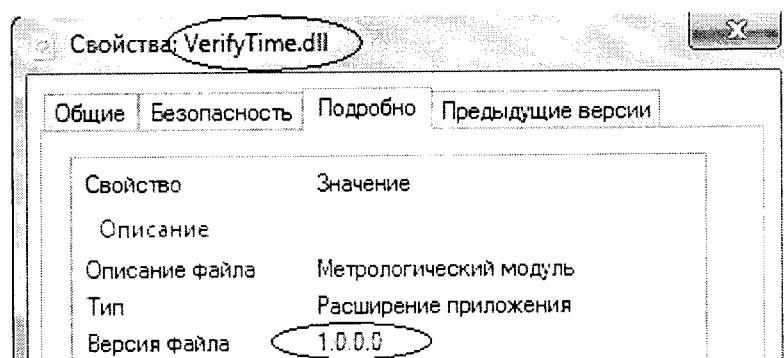 Свойства: VerifyTime.dll
Общие Безопасность Подробно Предыдущие версии
Свойство Значение
Описание
Описание файла Метрологический модуль
Тип Расширение приложения
Версия файла 1.0.0.0